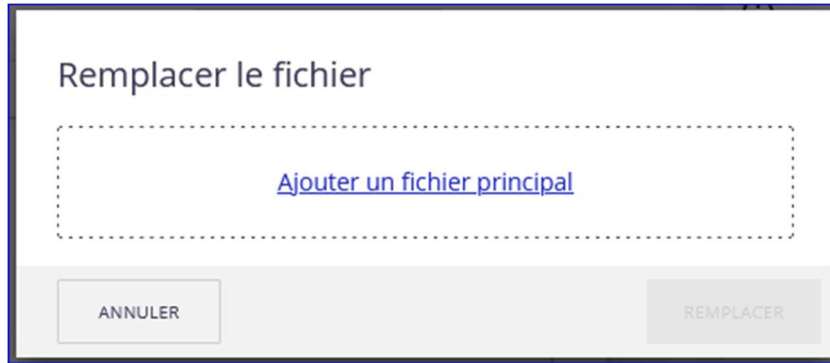 Remplacer le fichier
Ajouter un fichier principal
ANNULER
REMPLACER